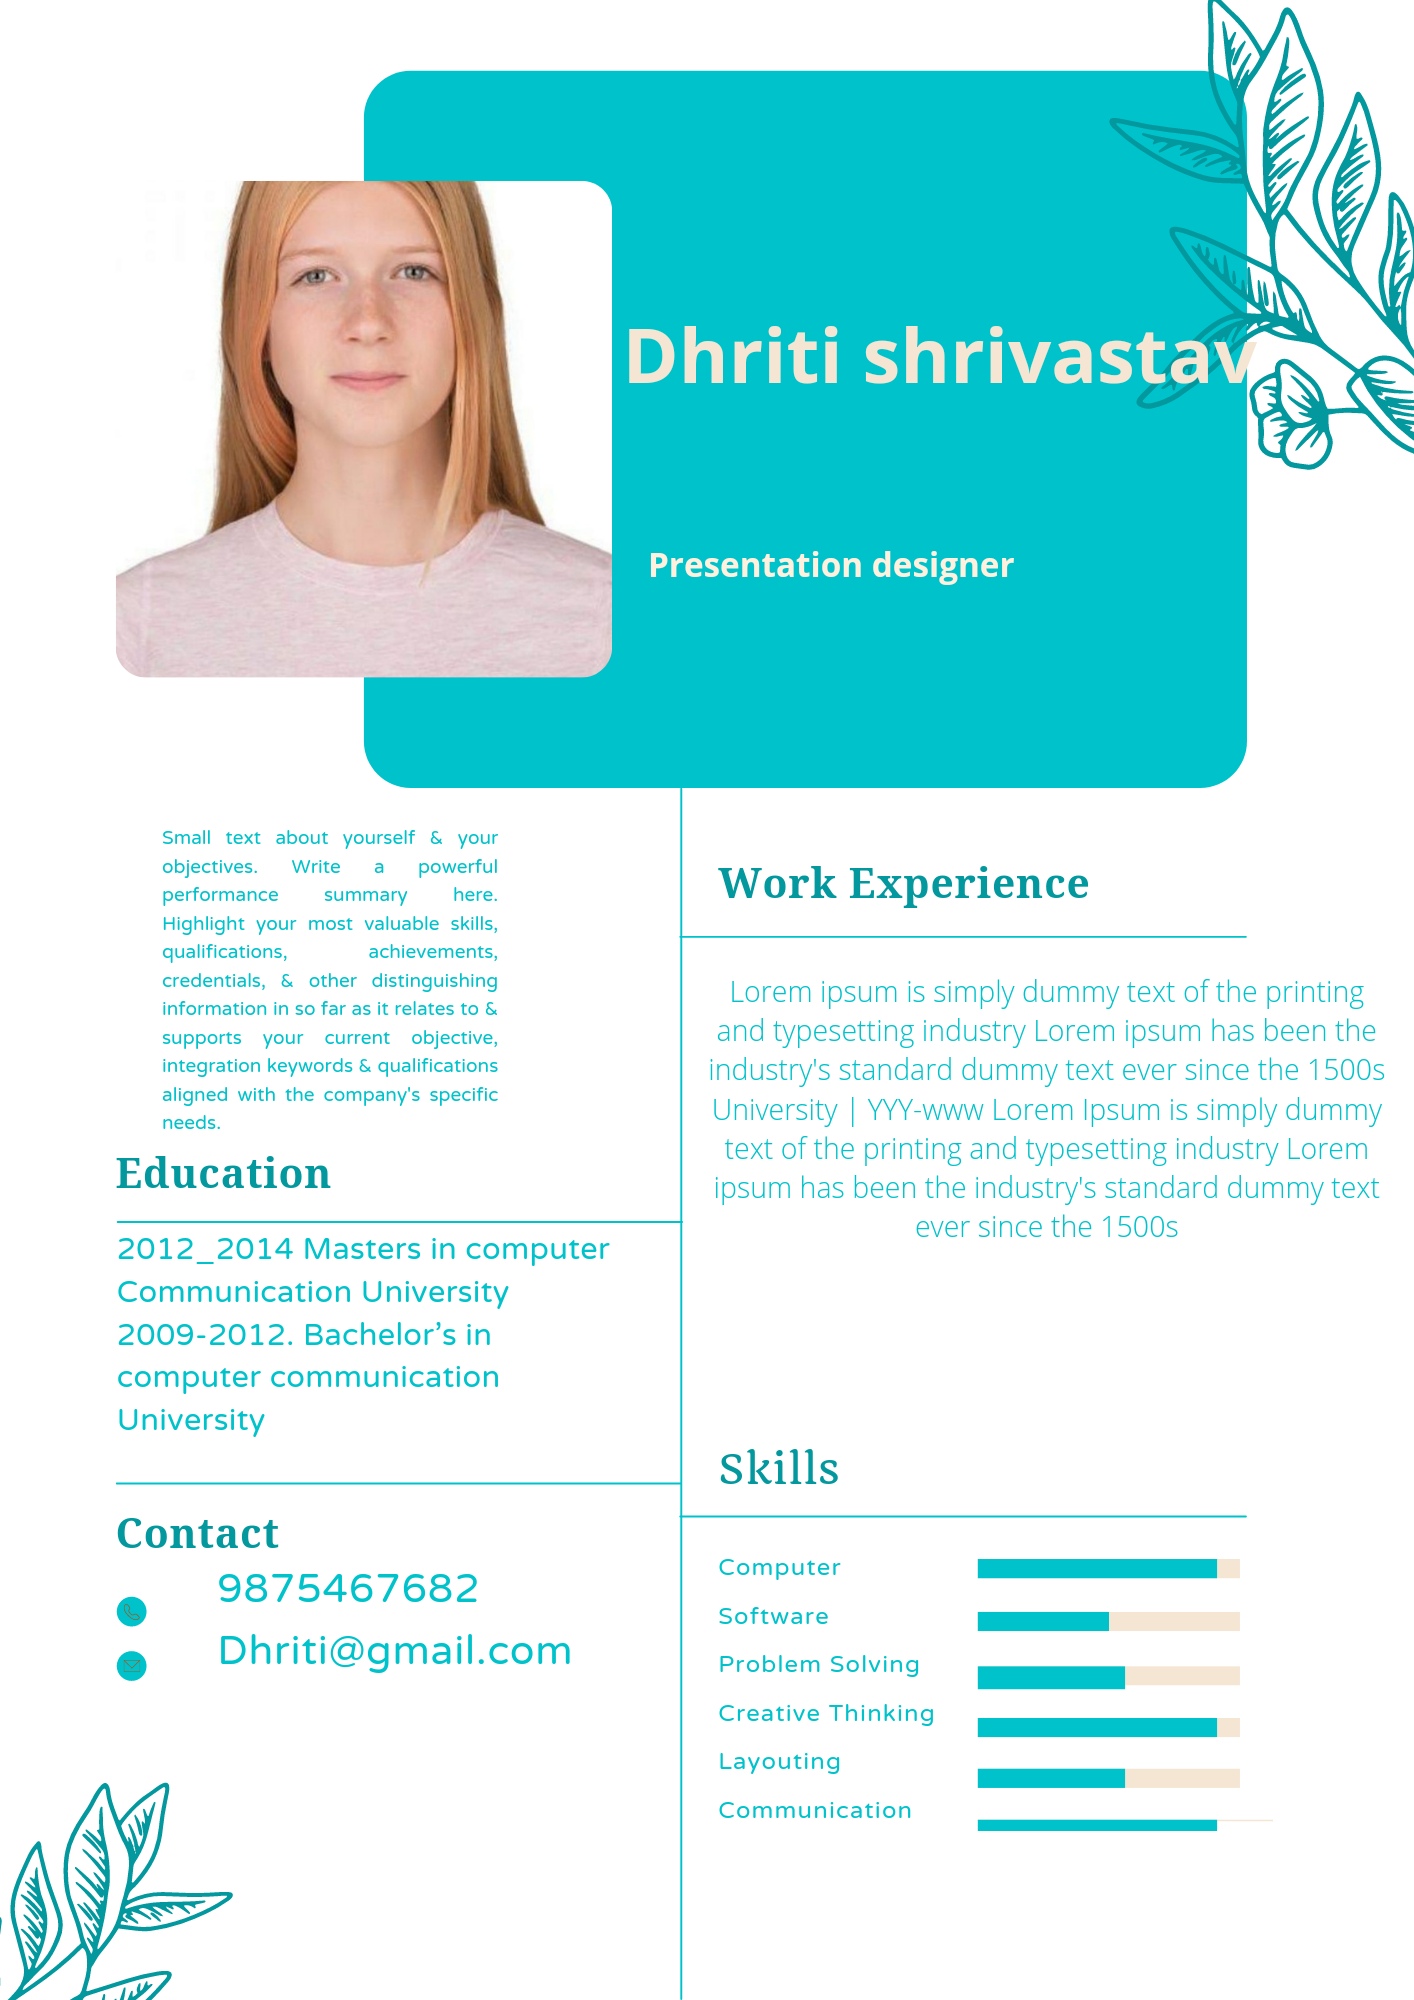 Dhriti shrivastav
Presentation designer
Small text about yourself & your
objectives. Write a powerful
performance summary here.
Highlight your most valuable skills,
qualifications, achievements,
credentials, & other distinguishing
information in so far as it relates to &
supports your current objective,
integration keywords & qualifications
aligned with the company's specific
needs.
Education
2012_2014 Masters in computer
Communication University
2009-2012. Bachelor’s in
computer communication
University
Contact
9875467682
Dhriti@gmail.com
Work Experience
Lorem ipsum is simply dummy text of the printing
and typesetting industry Lorem ipsum has been the
industry's standard dummy text ever since the 1500s
University | YYY-www Lorem Ipsum is simply dummy
text of the printing and typesetting industry Lorem
ipsum has been the industry's standard dummy text
ever since the 1500s
Skills
Computer
Software
Problem Solving
Creative Thinking
Layouting
Communication